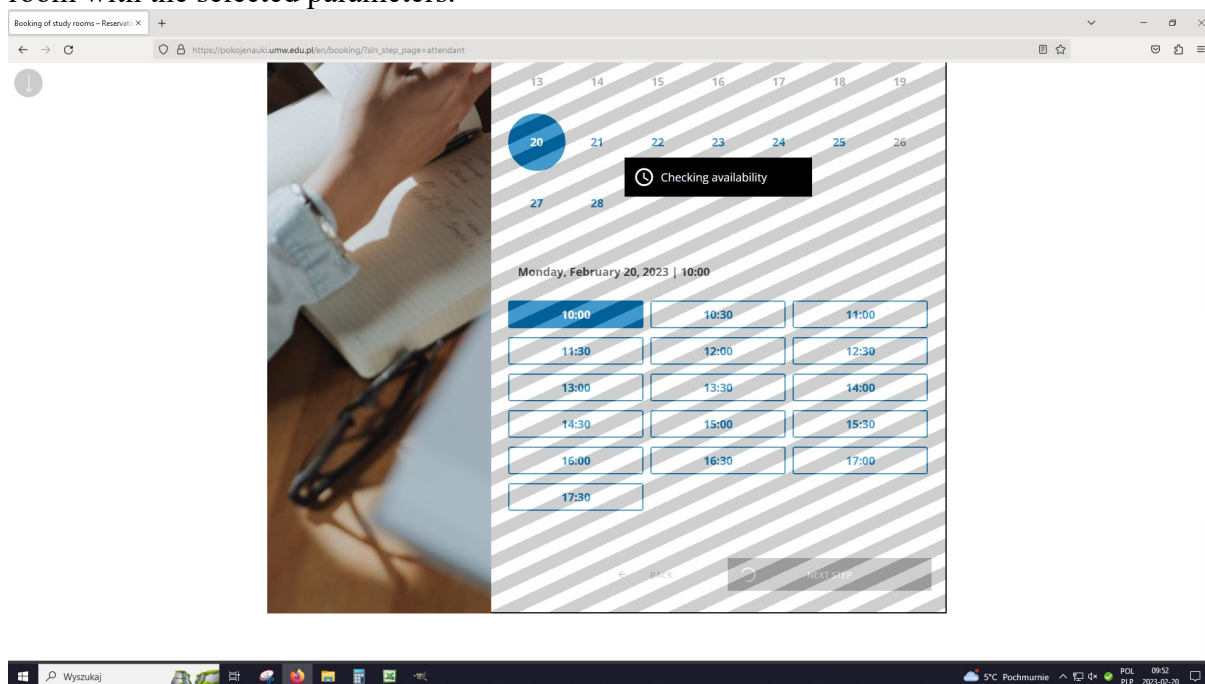 room with the selected parameters.
Booking of study rooms – Reservati
https://pokojenauki.umw.edu.pl/en/booking/?sln_step_page=attendant
13 14 15 16 17 18 19
20 21 22 23 24 25 26
Checking availability
27 28
Monday, February 20, 2023 | 10:00
10:00 10:30 11:00
11:30 12:00 12:30
13:00 13:30 14:00
14:30 15:00 15:30
16:00 16:30 17:00
17:30
BACK NEXT STEP
Wyszukaj 5°C Pochmurnie POL 09:52
PLP 2023-02-20